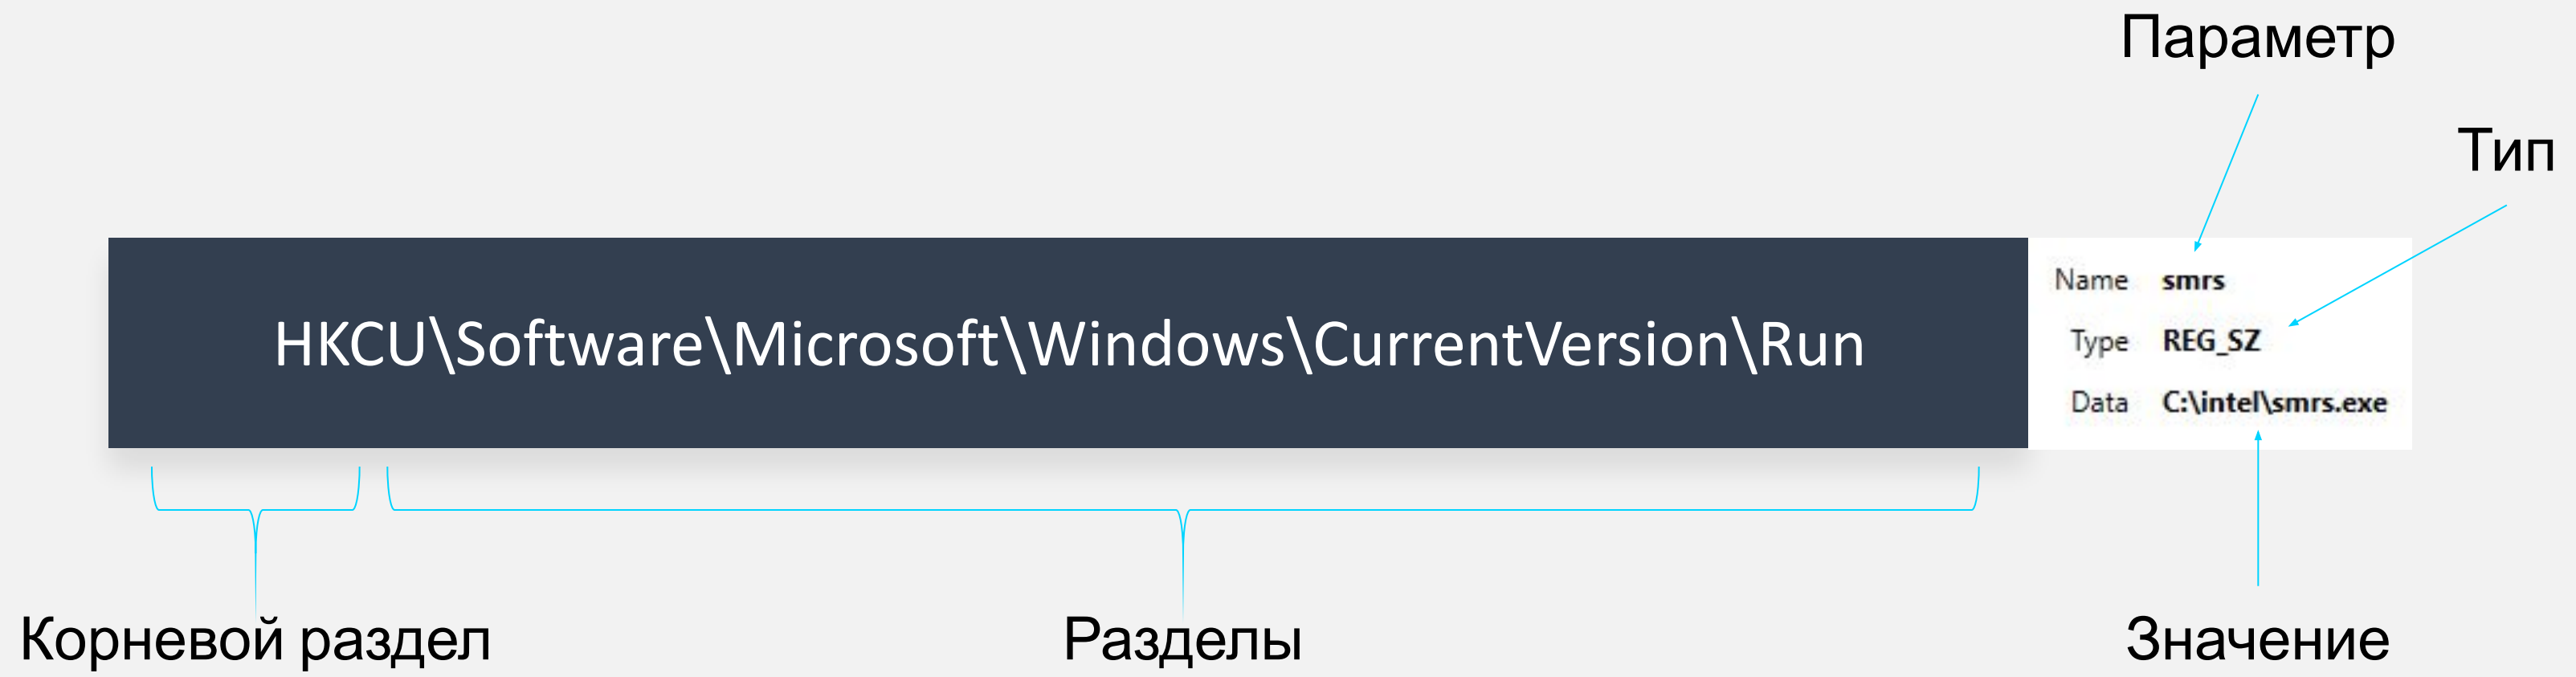 Параметр
Тип
HKCU\Software\Microsoft\Windows\CurrentVersion\Run
Name smrs
Type REG_SZ
Data C:\intel\smrs.exe
Корневой раздел
Разделы
Значение